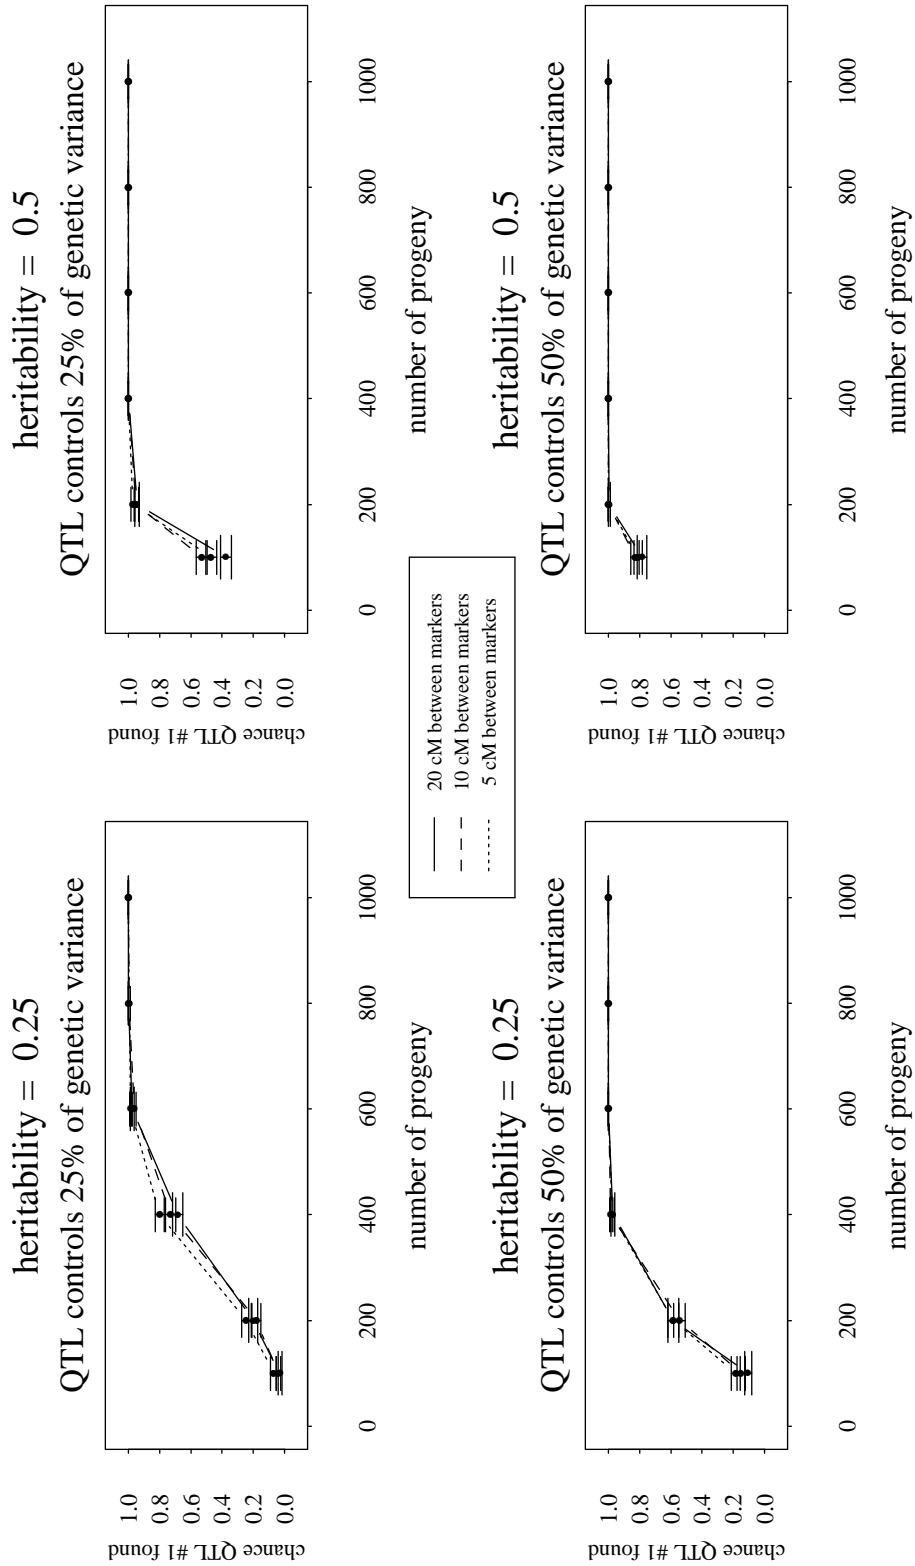 heritability = 0.25
QTL controls 25% of genetic variance
chance QTL #1 found
1.0
0.8
0.6
0.4
0.2
0.0
0 200 400 600 800 1000
number of progeny
heritability = 0.5
QTL controls 25% of genetic variance
chance QTL #1 found
1.0
0.8
0.6
0.4
0.2
0.0
0 200 400 600 800 1000
number of progeny
20 cM between markers
10 cM between markers
5 cM between markers
heritability = 0.25
QTL controls 50% of genetic variance
chance QTL #1 found
1.0
0.8
0.6
0.4
0.2
0.0
0 200 400 600 800 1000
number of progeny
heritability = 0.5
QTL controls 50% of genetic variance
chance QTL #1 found
1.0
0.8
0.6
0.4
0.2
0.0
0 200 400 600 800 1000
number of progeny